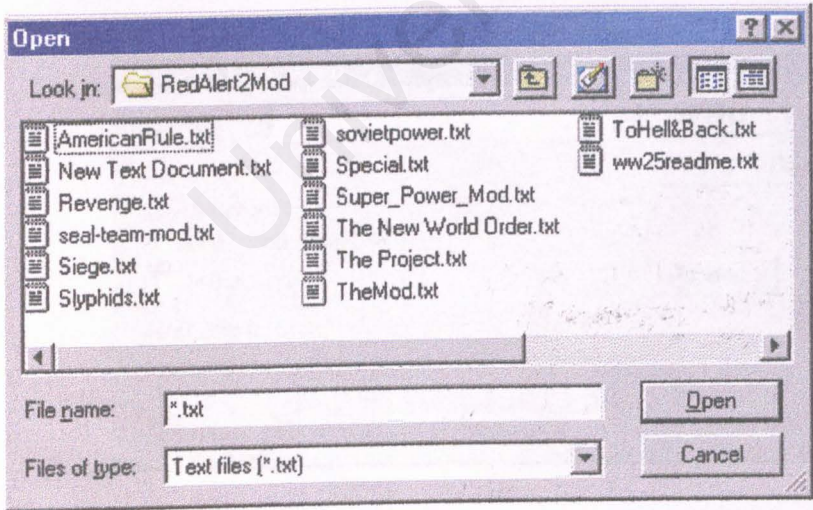 Open
Look in: RedAlert2Mod
AmericanRule.txt
New Text Document.txt
Revenge.txt
seal-team-mod.txt
Siege.txt
Slyphids.txt
sovietpower.txt
Special.txt
Super_Power_Mod.txt
The New World Order.txt
The Project.txt
TheMod.txt
ToHell&Back.txt
ww25readme.txt
File name: *.txt
Open
Files of type: Text files (*.txt)
Cancel
Univer